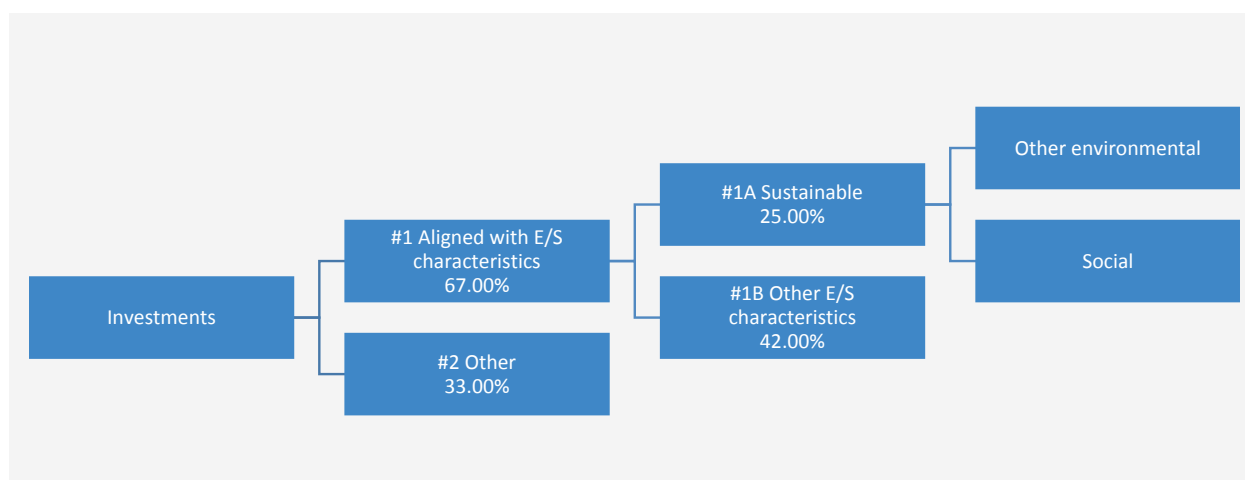 Investments
#1 Aligned with E/S
characteristics
67.00%
#2 Other
33.00%
#1A Sustainable
25.00%
#1B Other E/S
characteristics
42.00%
Other environmental
Social